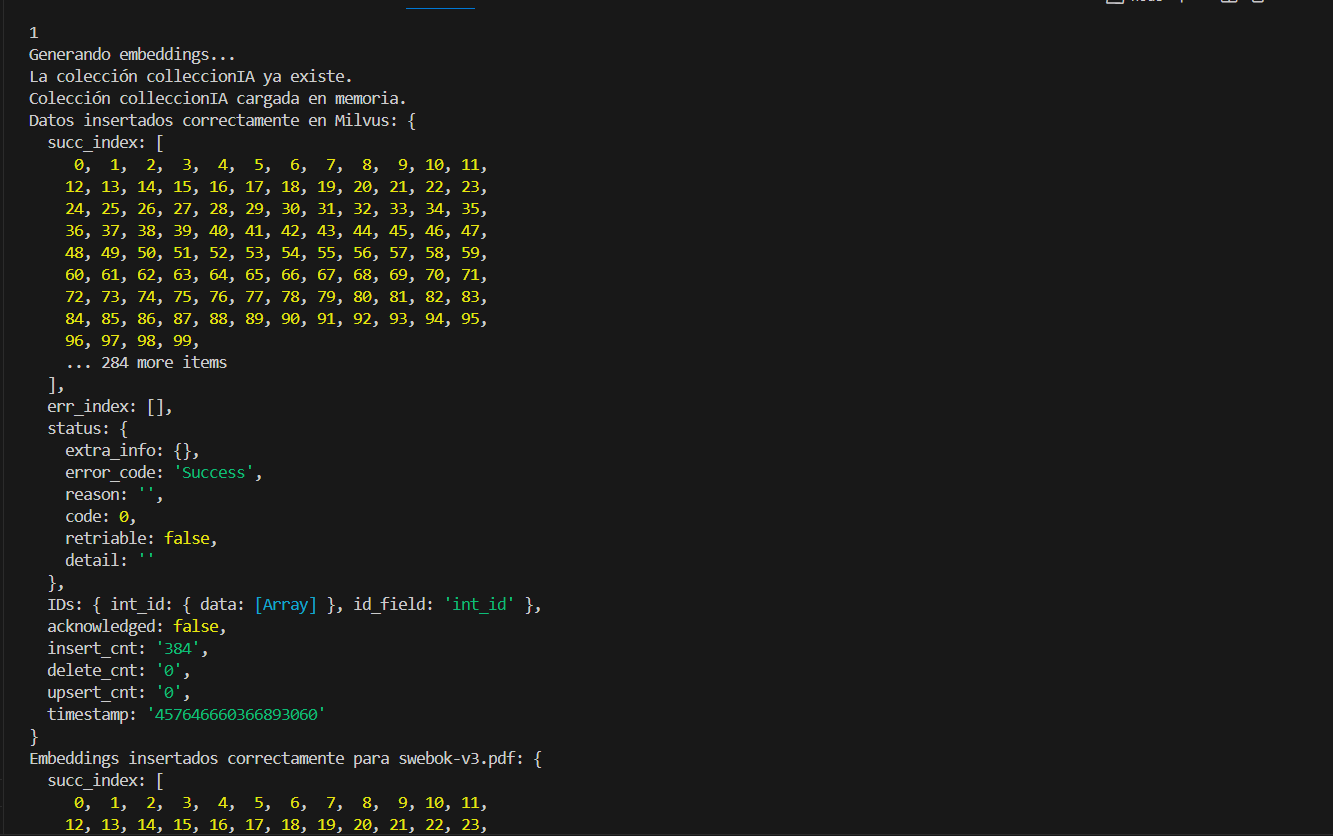 1
Generando embeddings...
La colección colleccionIA ya existe.
Colección colleccionIA cargada en memoria.
Datos insertados correctamente en Milvus: {
  succ_index: [
     0,  1,  2,  3,  4,  5,  6,  7,  8,  9, 10, 11,
    12, 13, 14, 15, 16, 17, 18, 19, 20, 21, 22, 23,
    24, 25, 26, 27, 28, 29, 30, 31, 32, 33, 34, 35,
    36, 37, 38, 39, 40, 41, 42, 43, 44, 45, 46, 47,
    48, 49, 50, 51, 52, 53, 54, 55, 56, 57, 58, 59,
    60, 61, 62, 63, 64, 65, 66, 67, 68, 69, 70, 71,
    72, 73, 74, 75, 76, 77, 78, 79, 80, 81, 82, 83,
    84, 85, 86, 87, 88, 89, 90, 91, 92, 93, 94, 95,
    96, 97, 98, 99,
    ... 284 more items
  ],
  err_index: [],
  status: {
    extra_info: {},
    error_code: 'Success',
    reason: '',
    code: 0,
    retriable: false,
    detail: ''
  },
  IDs: { int_id: { data: [Array] }, id_field: 'int_id' },
  acknowledged: false,
  insert_cnt: '384',
  delete_cnt: '0',
  upsert_cnt: '0',
  timestamp: '457646660366893060'
}
Embeddings insertados correctamente para swebok-v3.pdf: {
  succ_index: [
     0,  1,  2,  3,  4,  5,  6,  7,  8,  9, 10, 11,
    12, 13, 14, 15, 16, 17, 18, 19, 20, 21, 22, 23,